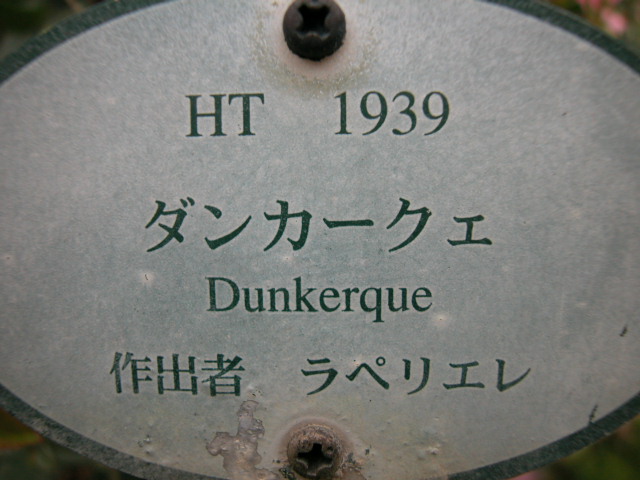 HT 1939
ダンカークェ
Dunkerque
作出者 ラペリエレ